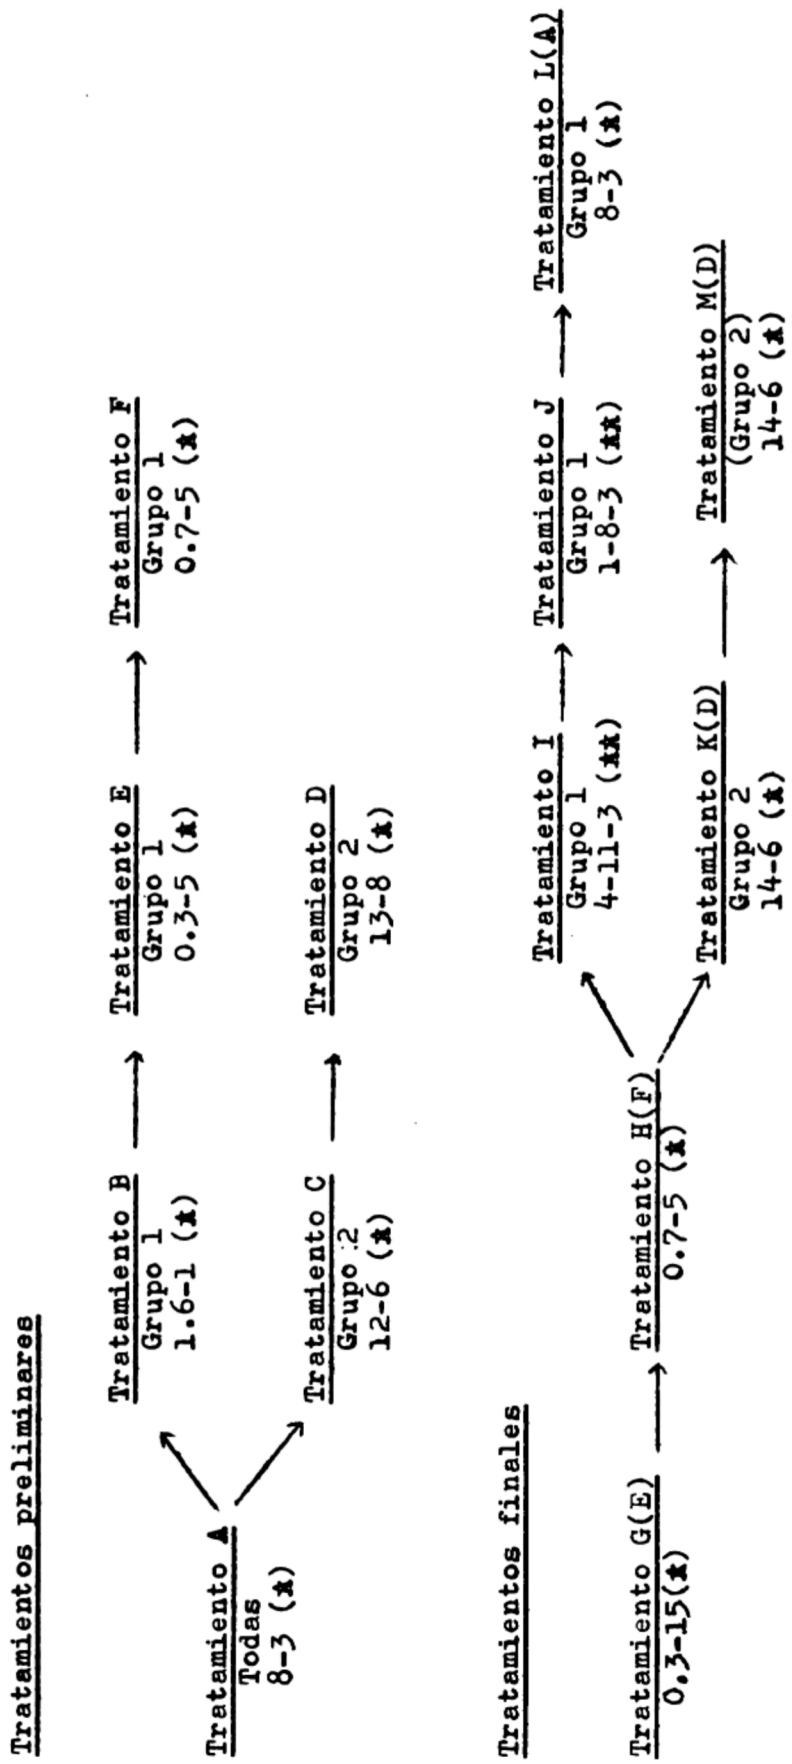 Tratamientos preliminares
Tratamiento A
Todas
8-3 (*)
Tratamiento B
Grupo 1
1.6-1 (*)
Tratamiento E
Grupo 1
0.3-5 (*)
Tratamiento F
Grupo 1
0.7-5 (*)
Tratamiento C
Grupo 2
12-6 (*)
Tratamiento D
Grupo 2
13-8 (*)
Tratamientos finales
Tratamiento G(E)
0.3-15(*)
Tratamiento H(F)
0.7-5 (*)
Tratamiento I
Grupo 1
4-11-3 (**)
Tratamiento J
Grupo 1
1-8-3 (**)
Tratamiento L(A)
Grupo 1
8-3 (*)
Tratamiento K(D)
Grupo 2
14-6 (*)
Tratamiento M(D)
(Grupo 2)
14-6 (*)